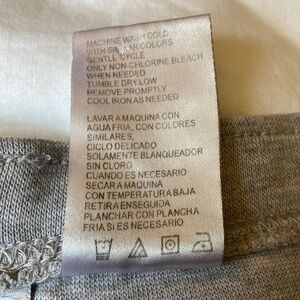 MACHINE WASH COLD
WITH SIMILAR COLORS
GENTLE CYCLE
ONLY NON-CHLORINE BLEACH
WHEN NEEDED
TUMBLE DRY LOW
REMOVE PROMPTLY
COOL IRON AS NEEDED
LAVAR A MAQUINA CON
AGUA FRIA, CON COLORES
SIMILARES,
CICLO DELICADO
SOLAMENTE BLANQUEADOR
SIN CLORO
CUANDO ES NECESARIO
SECAR A MAQUINA
CON TEMPERATURA BAJA
RETIRA ENSEGUIDA
PLANCHAR CON PLANCHA
FRIA SI ES NECESARIO